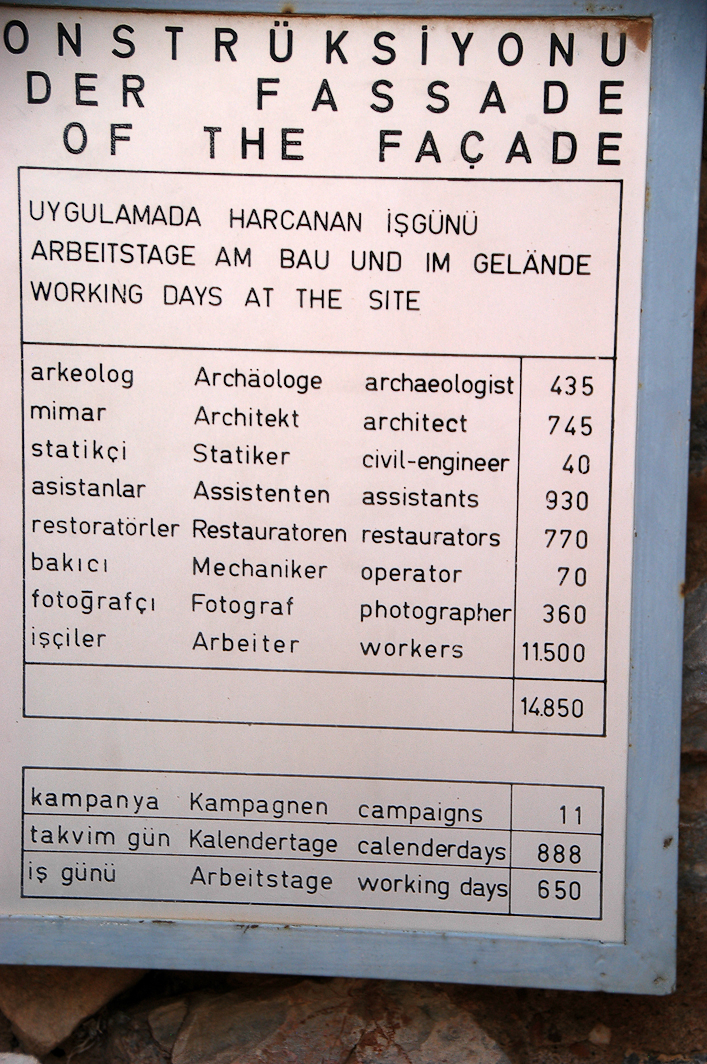 ONSTRÜKSİYONU
DER FASSADE
OF THE FAÇADE
UYGULAMADA HARCANAN İŞGÜNÜ
ARBEITSTAGE AM BAU UND IM GELÄNDE
WORKING DAYS AT THE SITE
arkeolog Archäologe archaeologist 435
mimar Architekt architect 745
statikçi Statiker civil-engineer 40
asistanlar Assistenten assistants 930
restoratörler Restauratoren restaurators 770
bakıcı Mechaniker operator 70
fotoğrafçı Fotograf photographer 360
işçiler Arbeiter workers 11.500
14.850
kampanya Kampagnen campaigns 11
takvim gün Kalendertage calenderdays 888
iş günü Arbeitstage working days 650